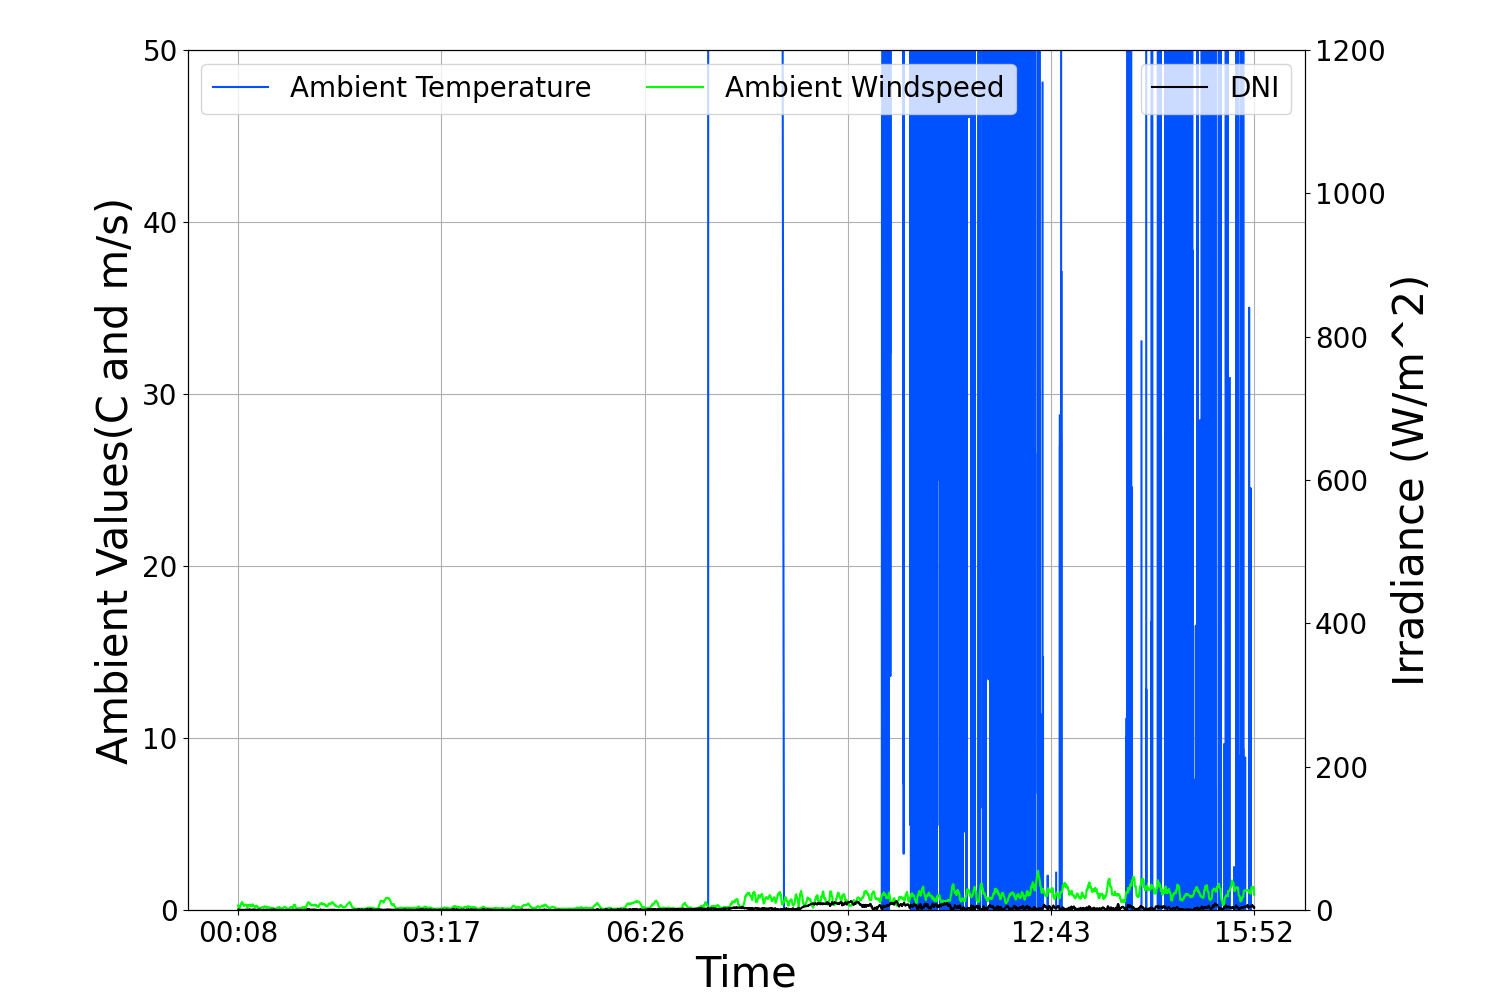 Ambient Temperature Ambient Windspeed DNI
Ambient Values(C and m/s)
50
40
30
20
10
0
1200
1000
800
600
400
200
0
Irradiance (W/m^2)
00:08 03:17 06:26 09:34 12:43 15:52
Time